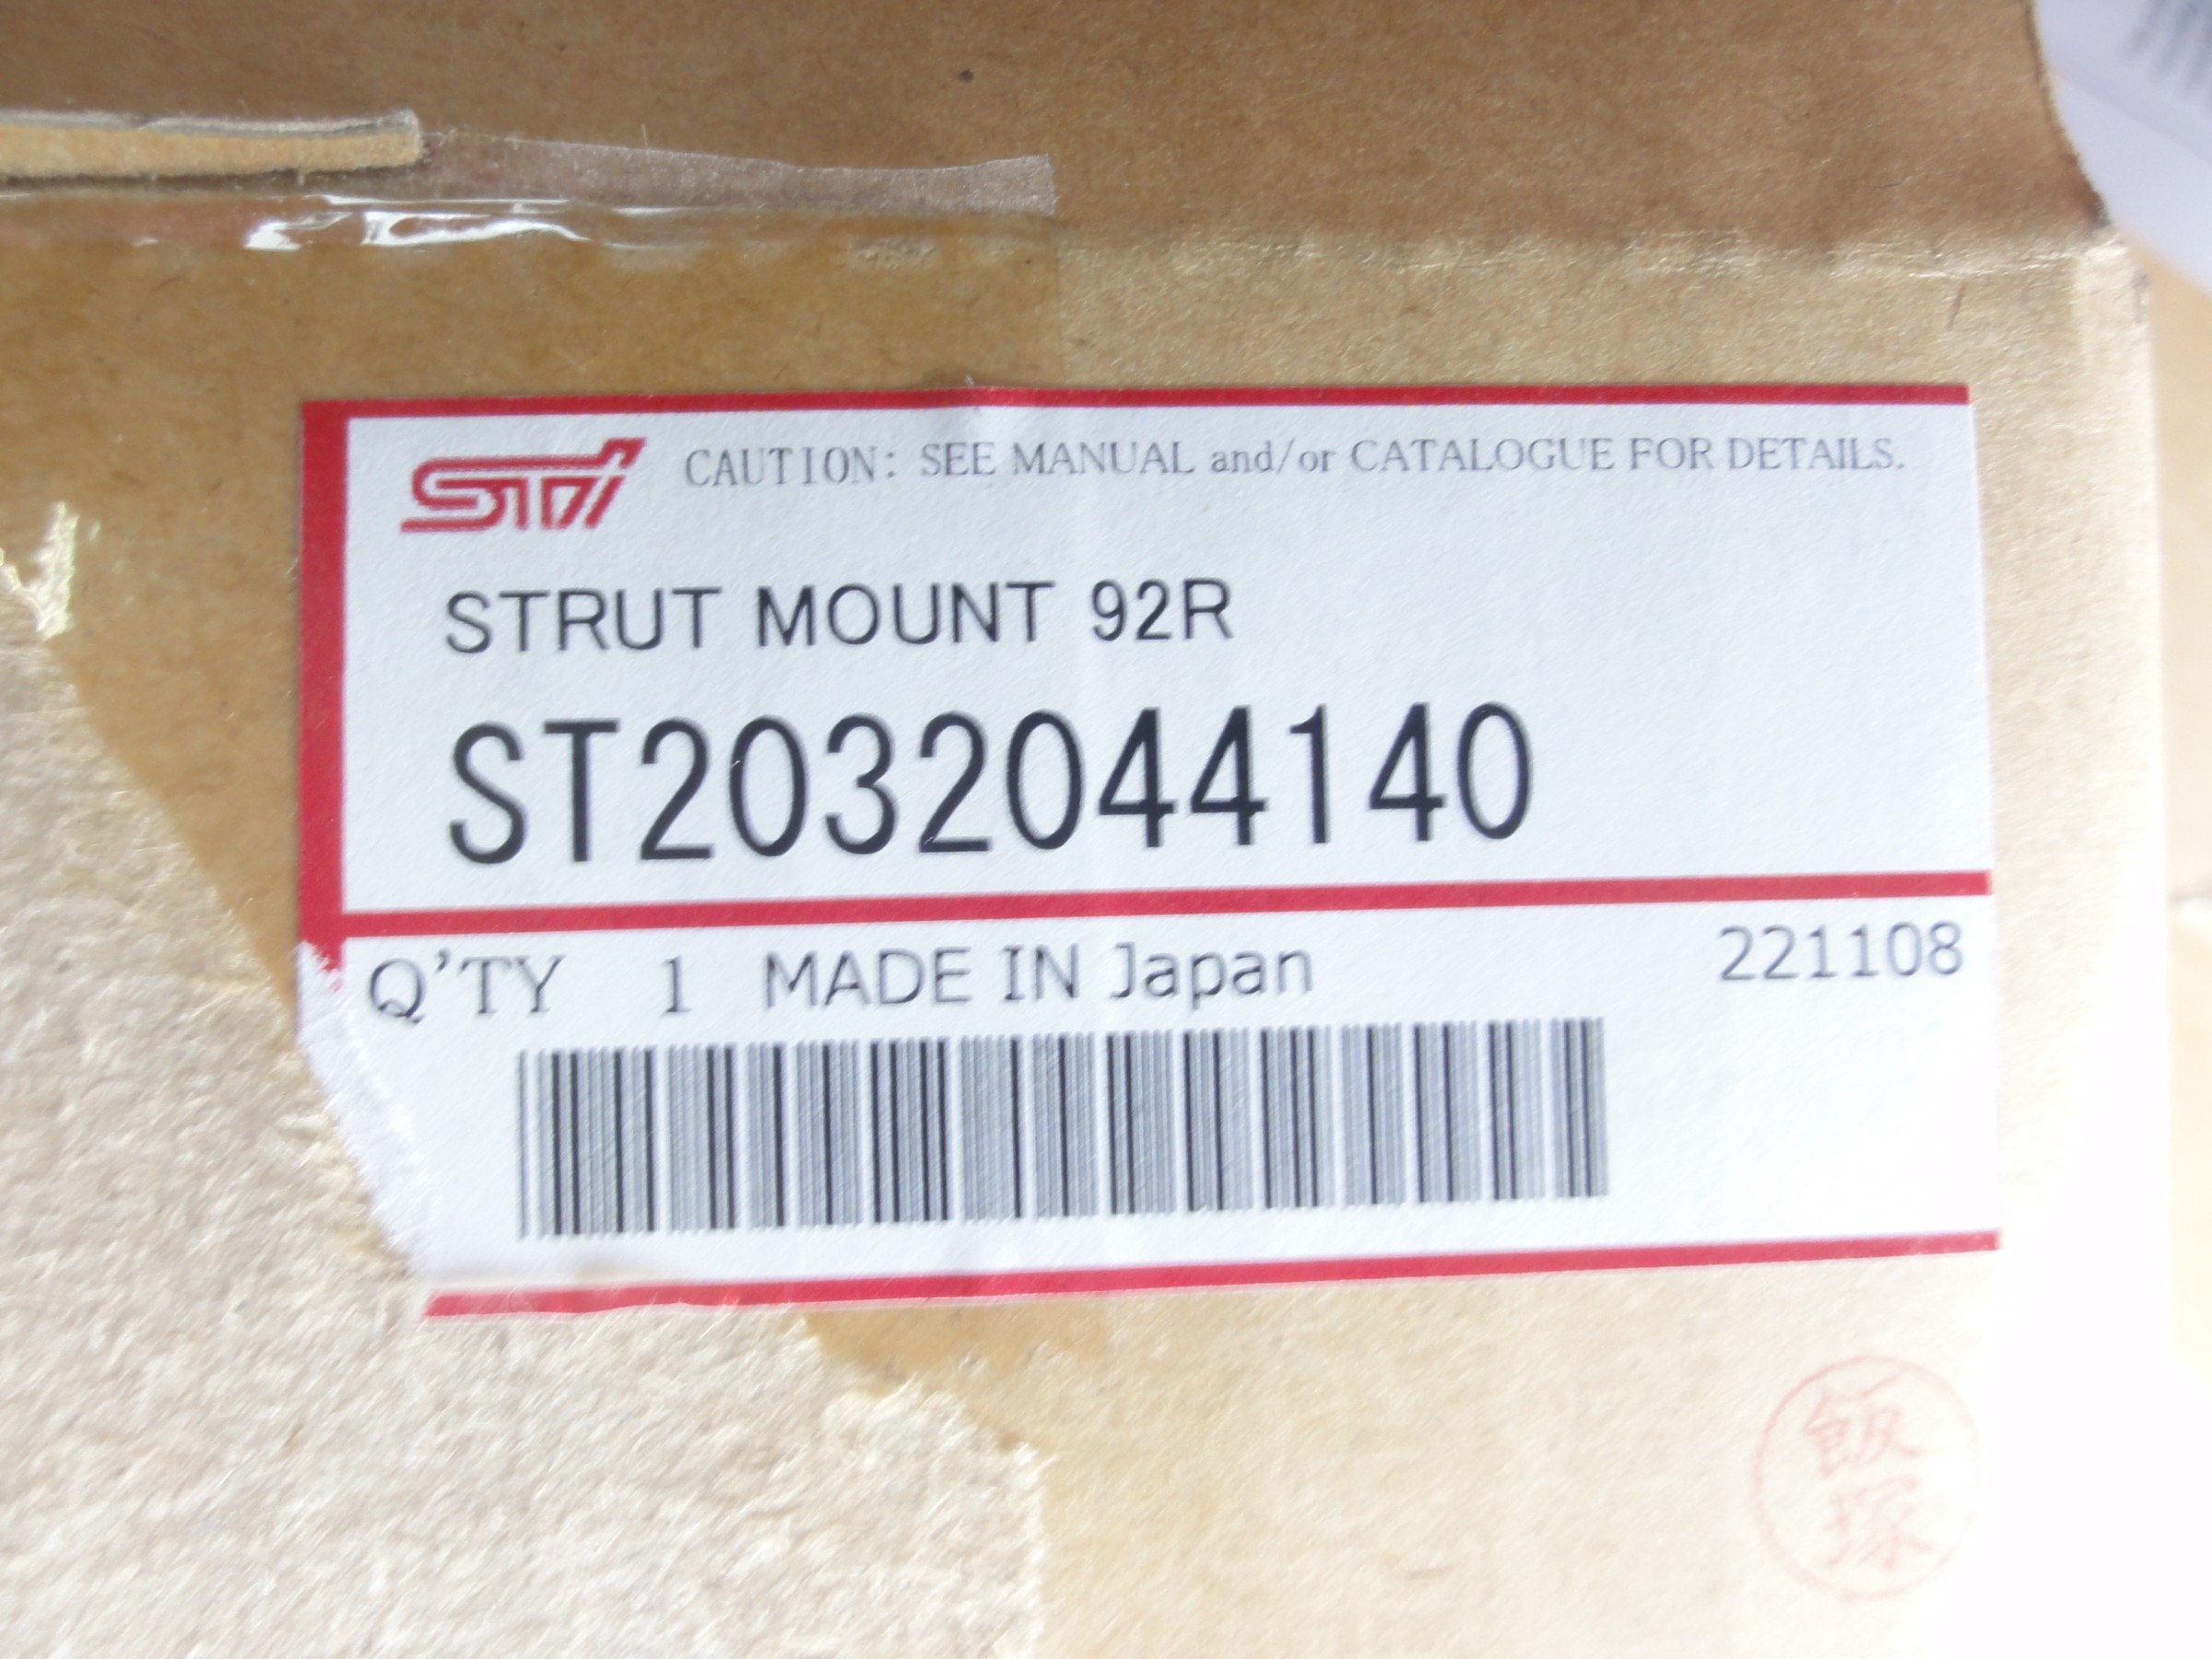 STi CAUTION: SEE MANUAL and/or CATALOGUE FOR DETAILS.
STRUT MOUNT 92R
ST2032044140
Q'TY 1 MADE IN Japan 221108
飯塚